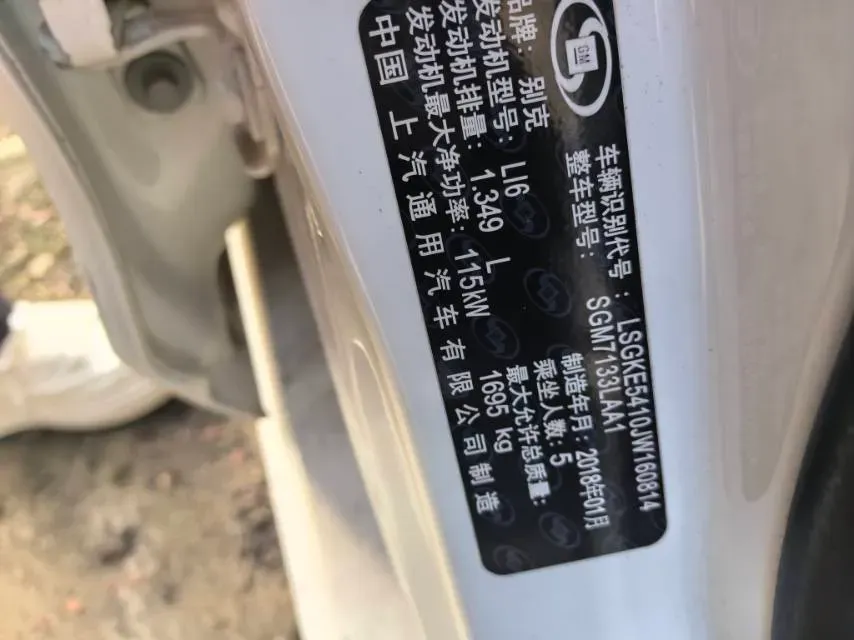 GM
车辆识别代号: LSGKE5410JW160814
整车型号: SGM7133LAA1
品牌: 别克
制造年月: 2018年01月
发动机型号: LI6
乘坐人数: 5
发动机排量: 1.349 L
最大允许总质量: 1695 kg
发动机最大净功率: 115kW
中国 上汽通用汽车有限公司制造